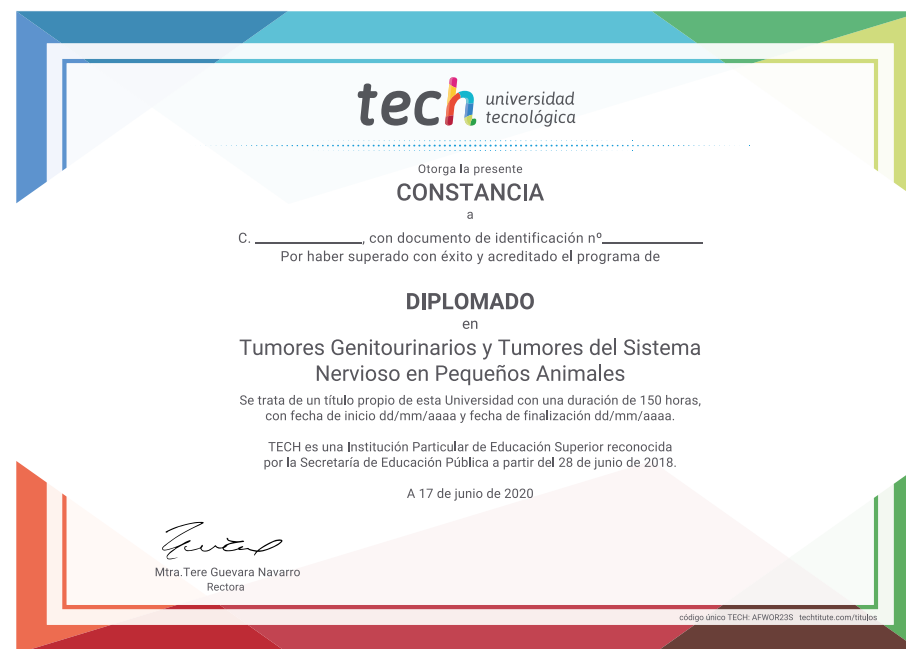 tech universidad
tecnológica
Otorga la presente
CONSTANCIA
a
C. ____________, con documento de identificación nº____________
Por haber superado con éxito y acreditado el programa de
DIPLOMADO
en
Tumores Genitourinarios y Tumores del Sistema
Nervioso en Pequeños Animales
Se trata de un título propio de esta Universidad con una duración de 150 horas,
con fecha de inicio dd/mm/aaaa y fecha de finalización dd/mm/aaaa.
TECH es una Institución Particular de Educación Superior reconocida
por la Secretaría de Educación Pública a partir del 28 de junio de 2018.
A 17 de junio de 2020
Mtra.Tere Guevara Navarro
Rectora
código único TECH: AFWOR23S techtitute.com/titulos